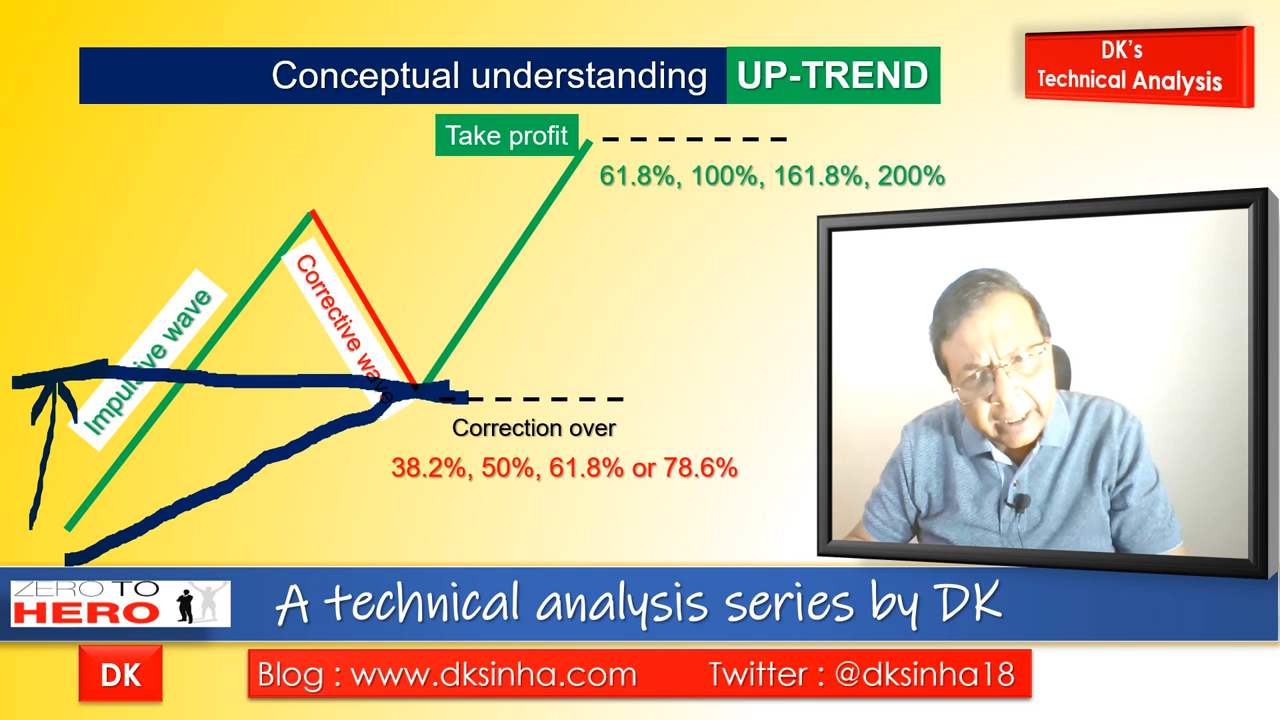 Conceptual understanding UP-TREND
DK's
Technical Analysis
Take profit
61.8%, 100%, 161.8%, 200%
Impulsive wave
Corrective wave
Correction over
38.2%, 50%, 61.8% or 78.6%
ZERO TO
HERO
A technical analysis series by DK
DK
Blog : www.dksinha.com
Twitter : @dksinha18